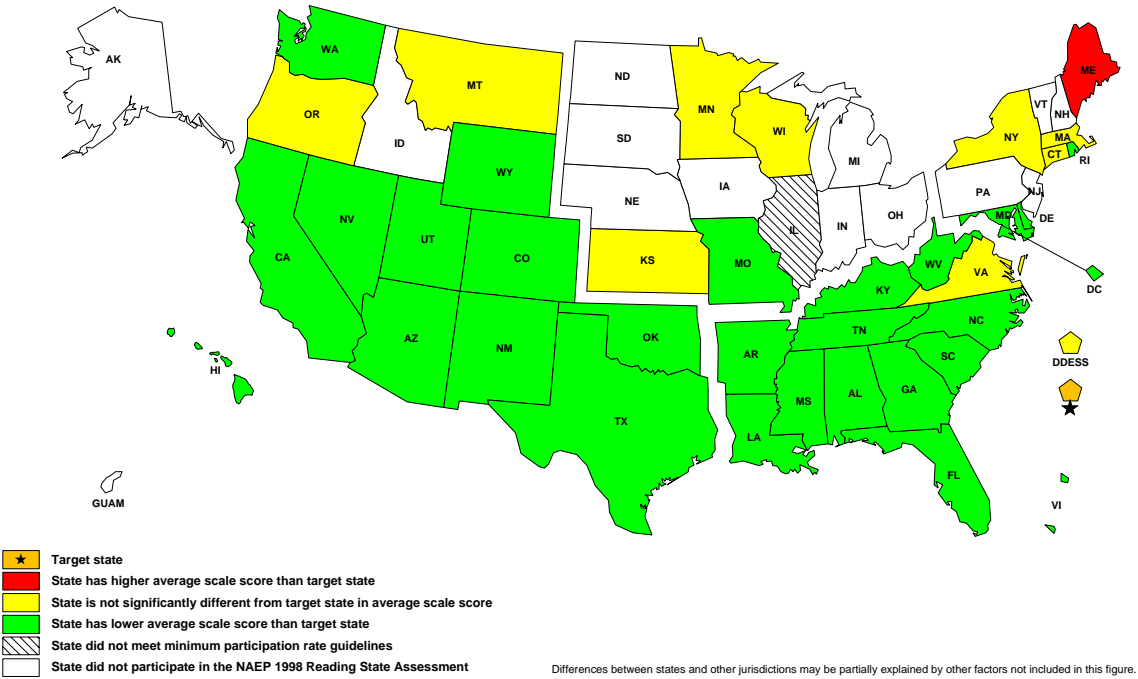 AK
WA
MT
ME
ND
MN
VT
NH
OR
WI
NY
MA
CT
RI
ID
SD
MI
WY
IA
PA
NJ
NE
OH
IN
MD
DE
NV
UT
CO
KS
MO
IL
WV
VA
CA
KY
DC
NC
TN
AZ
NM
OK
AR
SC
DDESS
HI
MS
AL
GA
TX
LA
FL
GUAM
VI
Target state
State has higher average scale score than target state
State is not significantly different from target state in average scale score
State has lower average scale score than target state
State did not meet minimum participation rate guidelines
State did not participate in the NAEP 1998 Reading State Assessment
Differences between states and other jurisdictions may be partially explained by other factors not included in this figure.